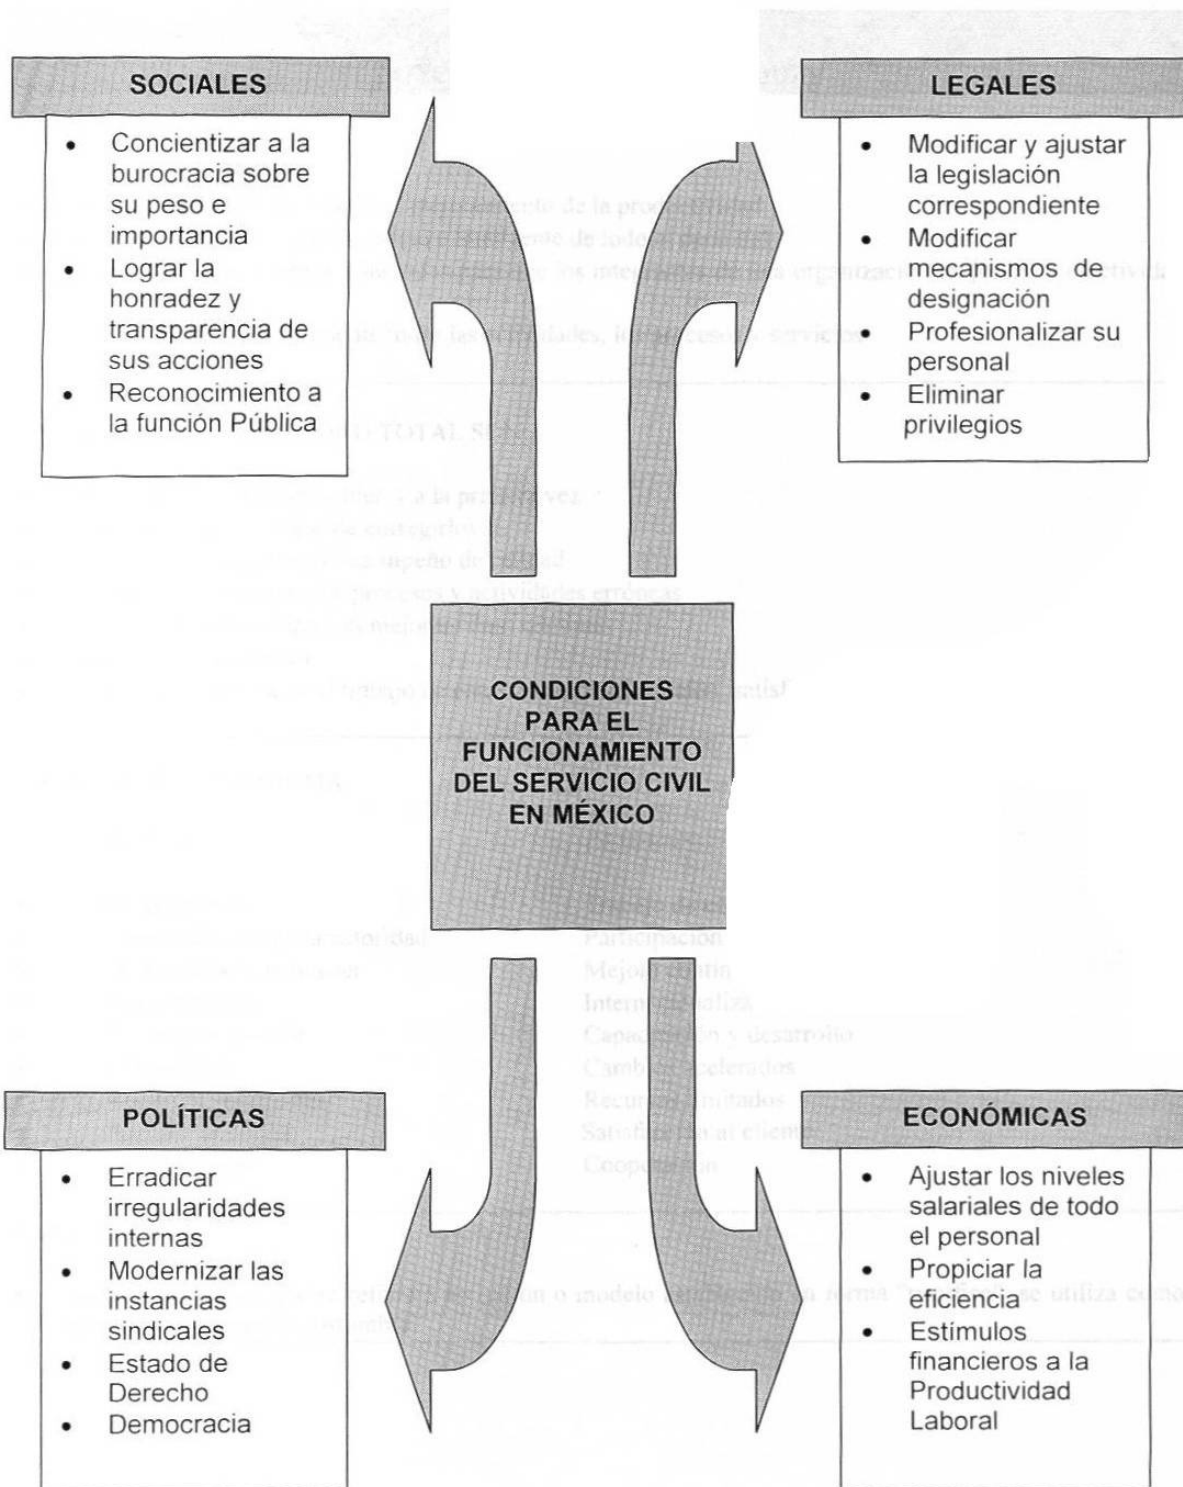 SOCIALES
• Concientizar a la
burocracia sobre
su peso e
importancia
• Lograr la
honradez y
transparencia de
sus acciones
• Reconocimiento a
la función Pública
LEGALES
• Modificar y ajustar
la legislación
correspondiente
• Modificar
mecanismos de
designación
• Profesionalizar su
personal
• Eliminar
privilegios
CONDICIONES
PARA EL
FUNCIONAMIENTO
DEL SERVICIO CIVIL
EN MÉXICO
Participación
Capacitación y desarrollo
POLÍTICAS
• Erradicar
irregularidades
internas
• Modernizar las
instancias
sindicales
• Estado de
Derecho
• Democracia
ECONÓMICAS
• Ajustar los niveles
salariales de todo
el personal
• Propiciar la
eficiencia
• Estímulos
financieros a la
Productividad
Laboral